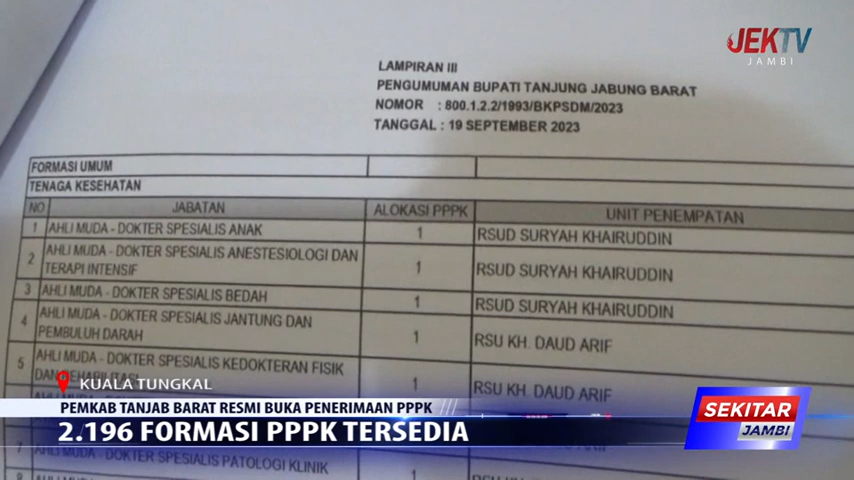 JEKTV
JAMBI
LAMPIRAN III
PENGUMUMAN BUPATI TANJUNG JABUNG BARAT
NOMOR : 800.1.2.2/1993/BKPSDM/2023
TANGGAL : 19 SEPTEMBER 2023
FORMASI UMUM
TENAGA KESEHATAN
NO JABATAN ALOKASI PPPK UNIT PENEMPATAN
1 AHLI MUDA - DOKTER SPESIALIS ANAK 1 RSUD SURYAH KHAIRUDDIN
2 AHLI MUDA - DOKTER SPESIALIS ANESTESIOLOGI DAN TERAPI INTENSIF 1 RSUD SURYAH KHAIRUDDIN
3 AHLI MUDA - DOKTER SPESIALIS BEDAH 1 RSUD SURYAH KHAIRUDDIN
4 AHLI MUDA - DOKTER SPESIALIS JANTUNG DAN PEMBULUH DARAH 1 RSU KH. DAUD ARIF
5 AHLI MUDA - DOKTER SPESIALIS KEDOKTERAN FISIK DAN 1 RSU KH. DAUD ARIF
KUALA TUNGKAL
PEMKAB TANJAB BARAT RESMI BUKA PENERIMAAN PPPK
2.196 FORMASI PPPK TERSEDIA
SEKITAR
JAMBI
7 AHLI MUDA - DOKTER SPESIALIS PATOLOGI KLINIK 1